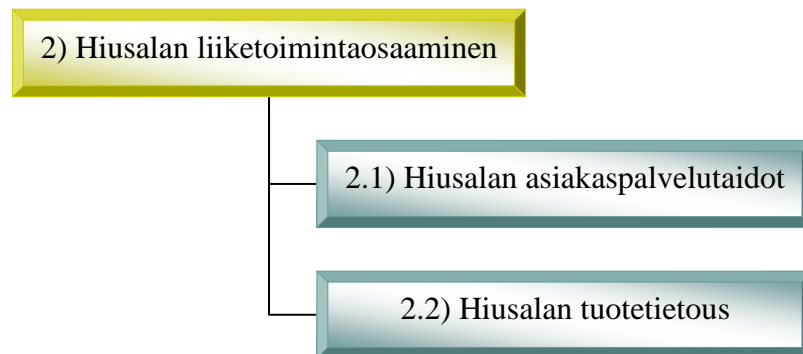 2) Hiusalan liiketoimintaosaaminen
2.1) Hiusalan asiakaspalvelutaidot
2.2) Hiusalan tuotetietous